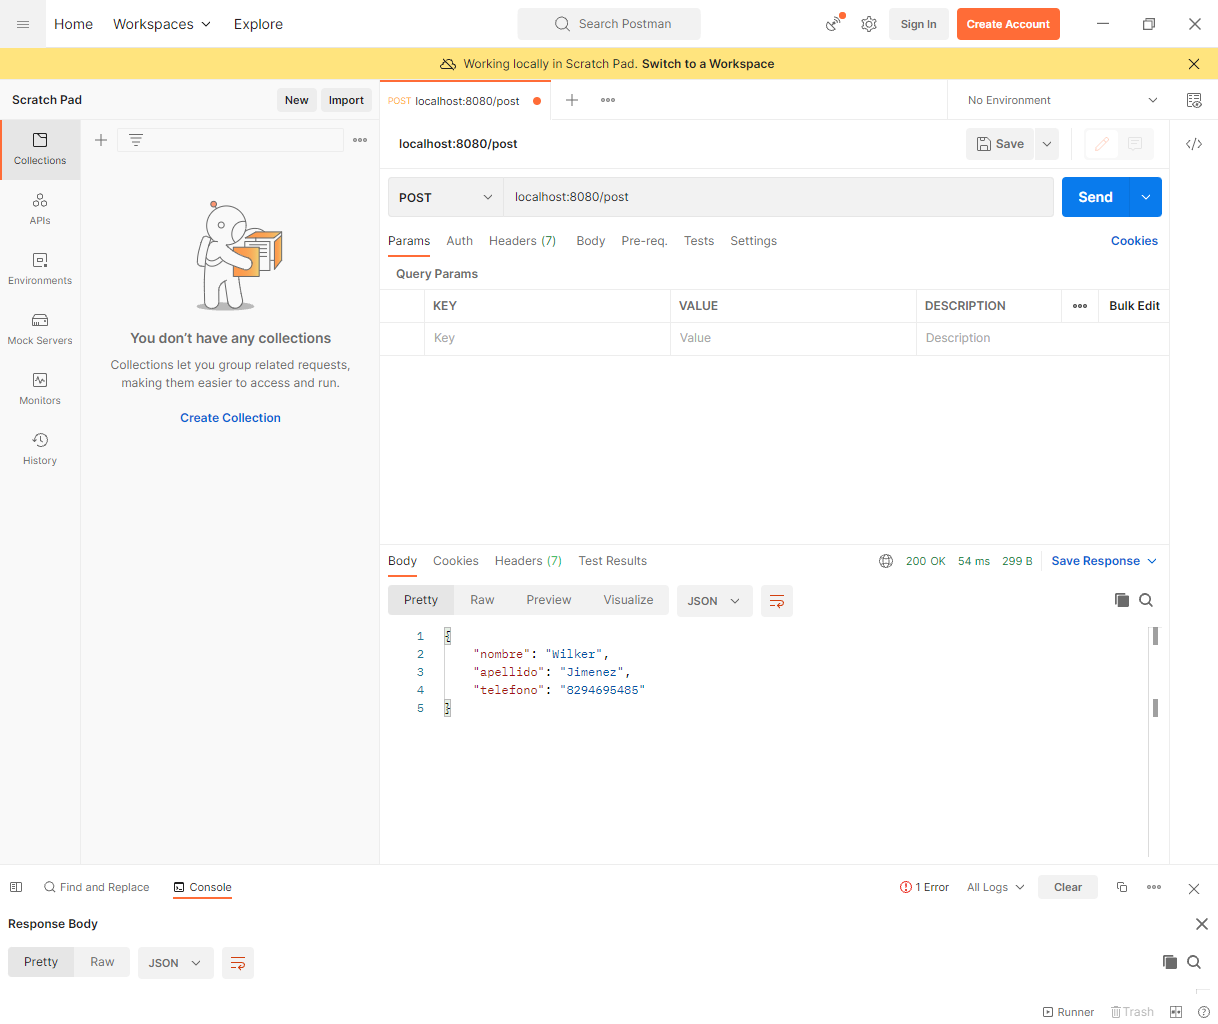 Home Workspaces Explore Search Postman Sign In Create Account
Working locally in Scratch Pad. Switch to a Workspace
Scratch Pad New Import POST localhost:8080/post No Environment
Collections
APIs
Environments
Mock Servers
Monitors
History
You don't have any collections
Collections let you group related requests,
making them easier to access and run.
Create Collection
localhost:8080/post Save
POST localhost:8080/post Send
Params Auth Headers (7) Body Pre-req. Tests Settings Cookies
Query Params
KEY VALUE DESCRIPTION Bulk Edit
Key Value Description
Body Cookies Headers (7) Test Results 200 OK 54 ms 299 B Save Response
Pretty Raw Preview Visualize JSON
1 {
2 "nombre": "Wilker",
3 "apellido": "Jimenez",
4 "telefono": "8294695485"
5 }
Find and Replace Console 1 Error All Logs Clear
Response Body
Pretty Raw JSON
Runner Trash